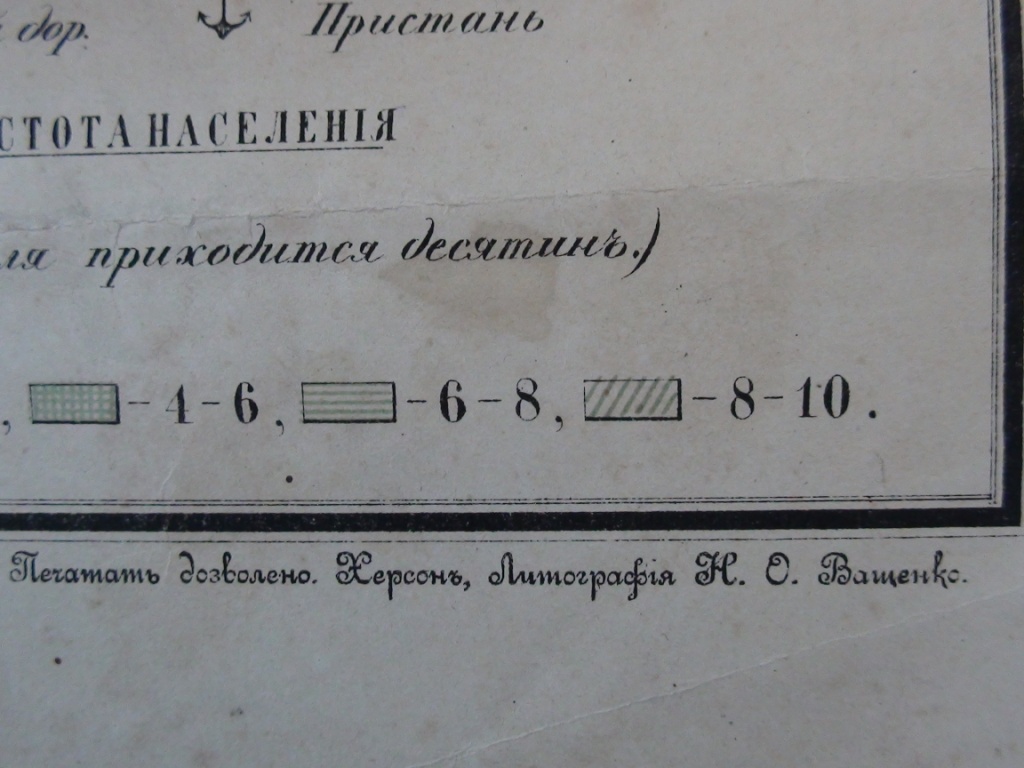 дор. Пристань
СТОТА НАСЕЛЕНІЯ
ля приходится десятинъ.)
, - 4 - 6 , - 6 - 8 , - 8 - 10 .
Печатать дозволено. Херсонъ, Литографія Н. О. Ващенко.